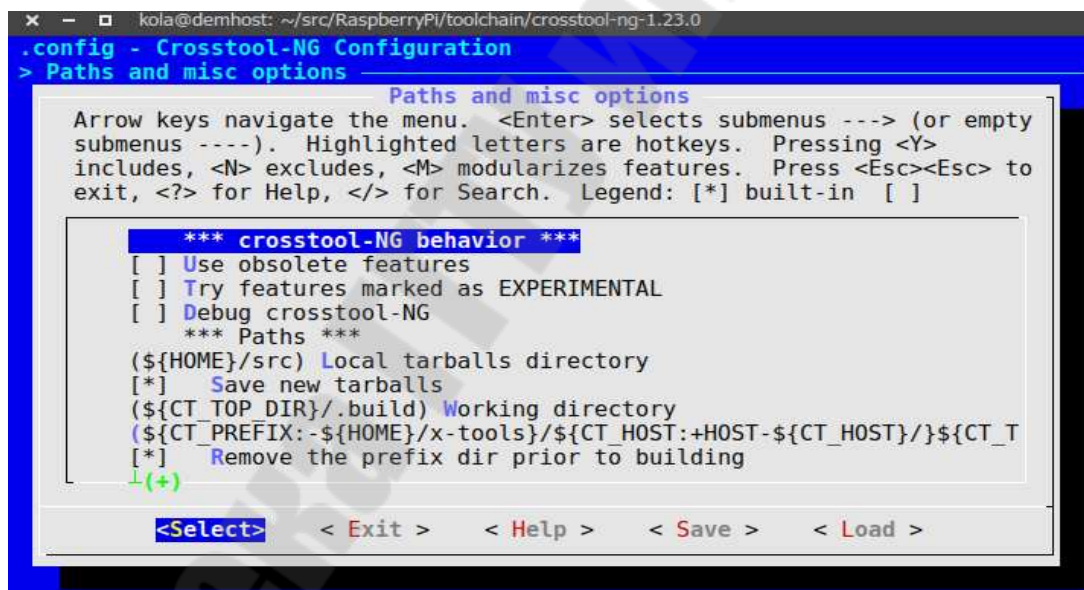 kola@demhost: ~/src/RaspberryPi/toolchain/crosstool-ng-1.23.0
.config - Crosstool-NG Configuration
> Paths and misc options
Paths and misc options
Arrow keys navigate the menu.  <Enter> selects submenus ---> (or empty
submenus ----).  Highlighted letters are hotkeys.  Pressing <Y>
includes, <N> excludes, <M> modularizes features.  Press <Esc><Esc> to
exit, <?> for Help, </> for Search.  Legend: [*] built-in  [ ]
*** crosstool-NG behavior ***
[ ] Use obsolete features
[ ] Try features marked as EXPERIMENTAL
[ ] Debug crosstool-NG
*** Paths ***
(${HOME}/src) Local tarballs directory
[*]   Save new tarballs
(${CT_TOP_DIR}/.build) Working directory
(${CT_PREFIX:-${HOME}/x-tools}/${CT_HOST:+HOST-${CT_HOST}/}${CT_T
[*]   Remove the prefix dir prior to building
┴(+)
<Select>    < Exit >    < Help >    < Save >    < Load >